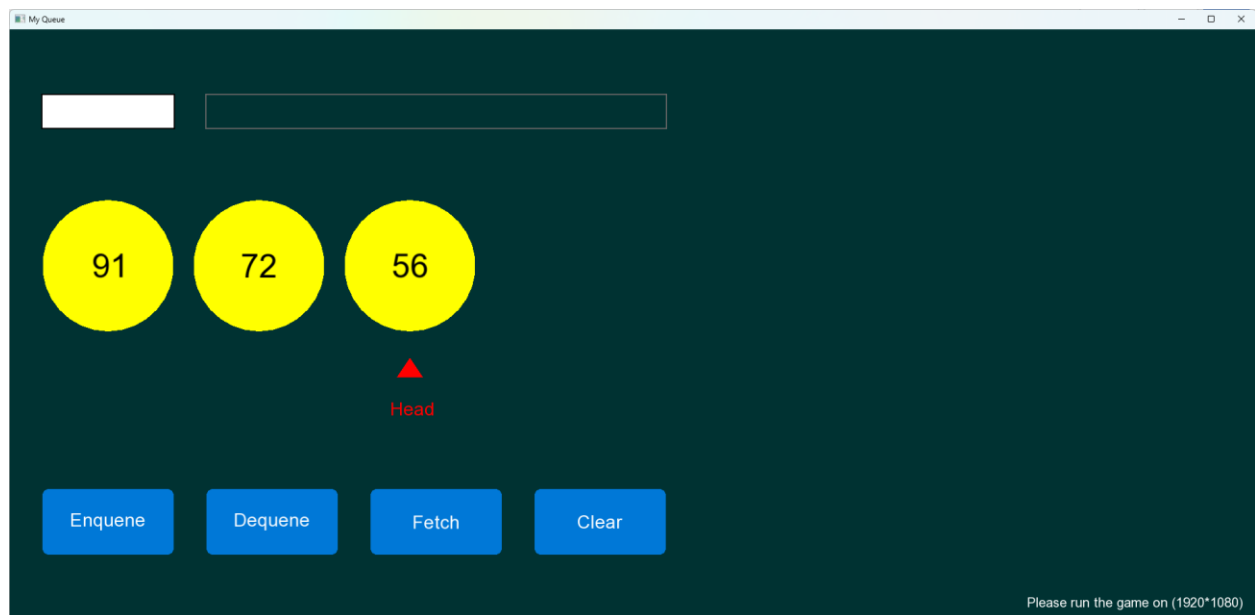 My Queue
91 72 56
Head
Enquene Dequene Fetch Clear
Please run the game on (1920*1080)